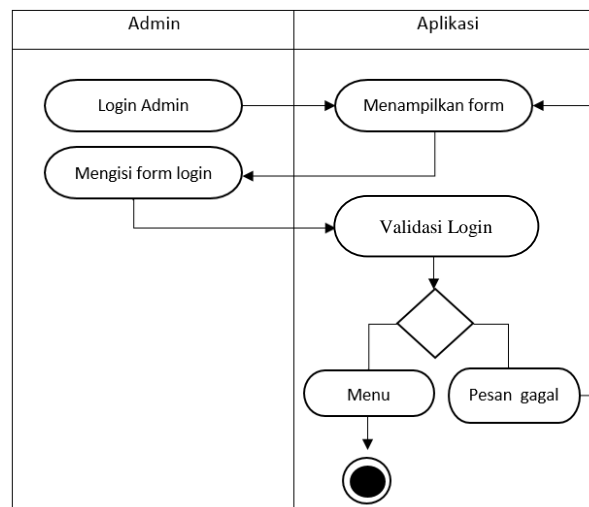 Admin
Aplikasi
Login Admin
Menampilkan form
Mengisi form login
Validasi Login
Menu
Pesan gagal